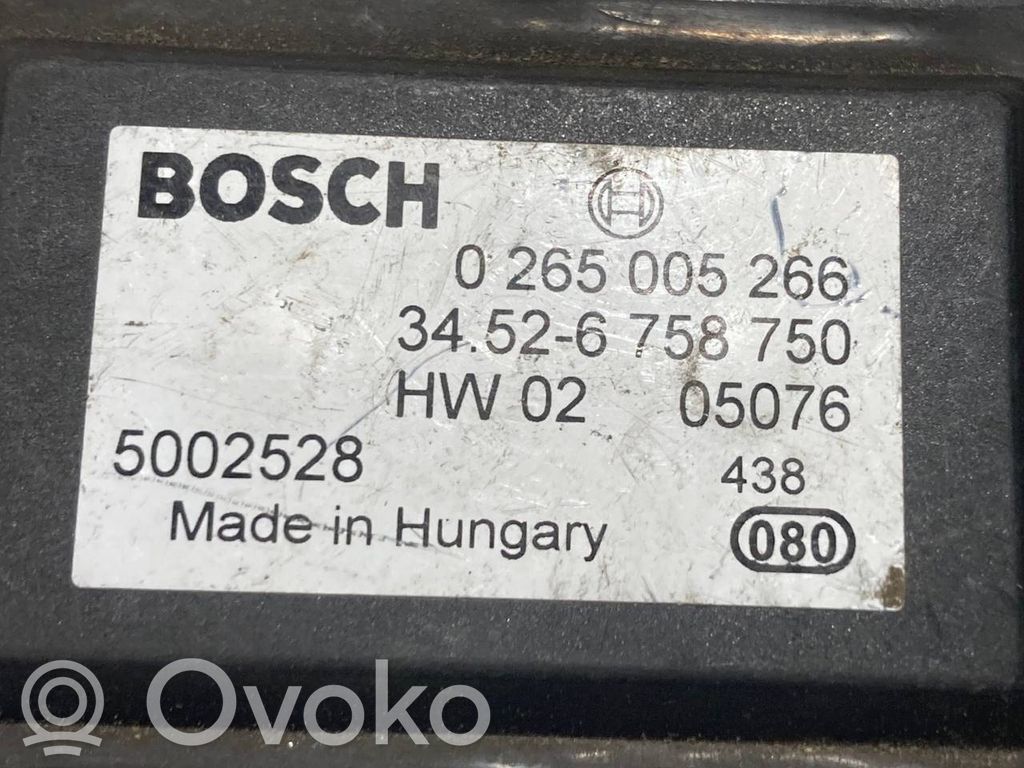 BOSCH
0 265 005 266
34.52-6 758 750
HW 02 05076
5002528 438
Made in Hungary 080
Ovoko